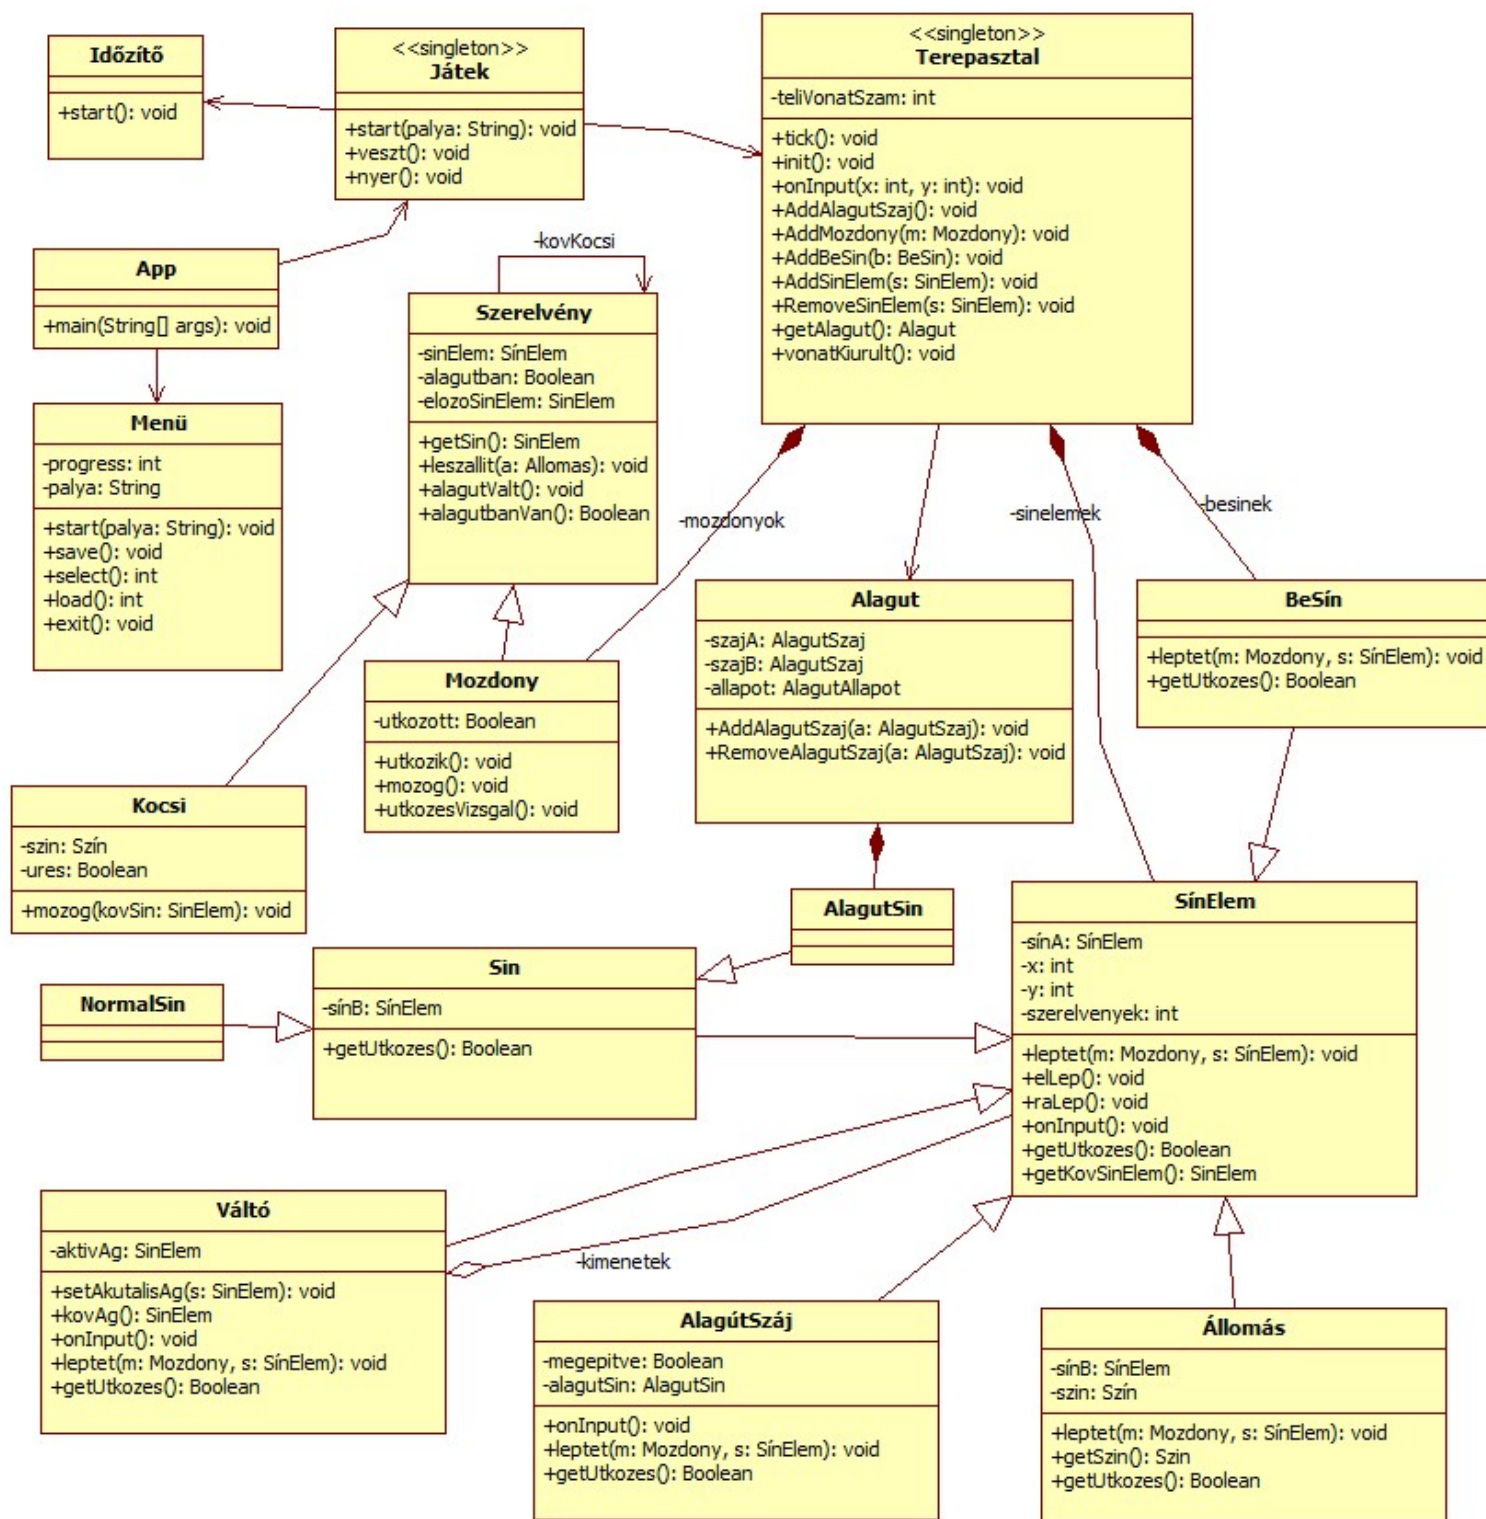 Időzítő
+start(): void
<<singleton>>
Játek
+start(palya: String): void
+veszt(): void
+nyer(): void
<<singleton>>
Terepasztal
-teliVonatSzam: int
+tick(): void
+init(): void
+onInput(x: int, y: int): void
+AddAlagutSzaj(): void
+AddMozdony(m: Mozdony): void
+AddBeSin(b: BeSin): void
+AddSinElem(s: SinElem): void
+RemoveSinElem(s: SinElem): void
+getAlagut(): Alagut
+vonatKiurult(): void
App
+main(String[] args): void
-kovKocsi
Szerelvény
-sinElem: SínElem
-alagutban: Boolean
-elozoSinElem: SinElem
+getSin(): SinElem
+leszallit(a: Allomas): void
+alagutValt(): void
+alagutbanVan(): Boolean
Menü
-progress: int
-palya: String
+start(palya: String): void
+save(): void
+select(): int
+load(): int
+exit(): void
-mozdonyok
-sinelemek
-besinek
Alagut
-szajA: AlagutSzaj
-szajB: AlagutSzaj
-allapot: AlagutAllapot
+AddAlagutSzaj(a: AlagutSzaj): void
+RemoveAlagutSzaj(a: AlagutSzaj): void
BeSín
+leptet(m: Mozdony, s: SínElem): void
+getUtkozes(): Boolean
Mozdony
-utkozott: Boolean
+utkozik(): void
+mozog(): void
+utkozesVizsgal(): void
Kocsi
-szin: Szín
-ures: Boolean
+mozog(kovSin: SinElem): void
AlagutSin
SínElem
-sínA: SínElem
-x: int
-y: int
-szerelvenyek: int
+leptet(m: Mozdony, s: SínElem): void
+elLep(): void
+raLep(): void
+onInput(): void
+getUtkozes(): Boolean
+getKovSinElem(): SinElem
Sin
-sínB: SínElem
+getUtkozes(): Boolean
NormalSin
Váltó
-aktivAg: SinElem
+setAkutalisAg(s: SinElem): void
+kovAg(): SinElem
+onInput(): void
+leptet(m: Mozdony, s: SínElem): void
+getUtkozes(): Boolean
-kimenetek
AlagútSzáj
-megepitve: Boolean
-alagutSin: AlagutSin
+onInput(): void
+leptet(m: Mozdony, s: SínElem): void
+getUtkozes(): Boolean
Állomás
-sínB: SínElem
-szin: Szín
+leptet(m: Mozdony, s: SínElem): void
+getSzin(): Szin
+getUtkozes(): Boolean